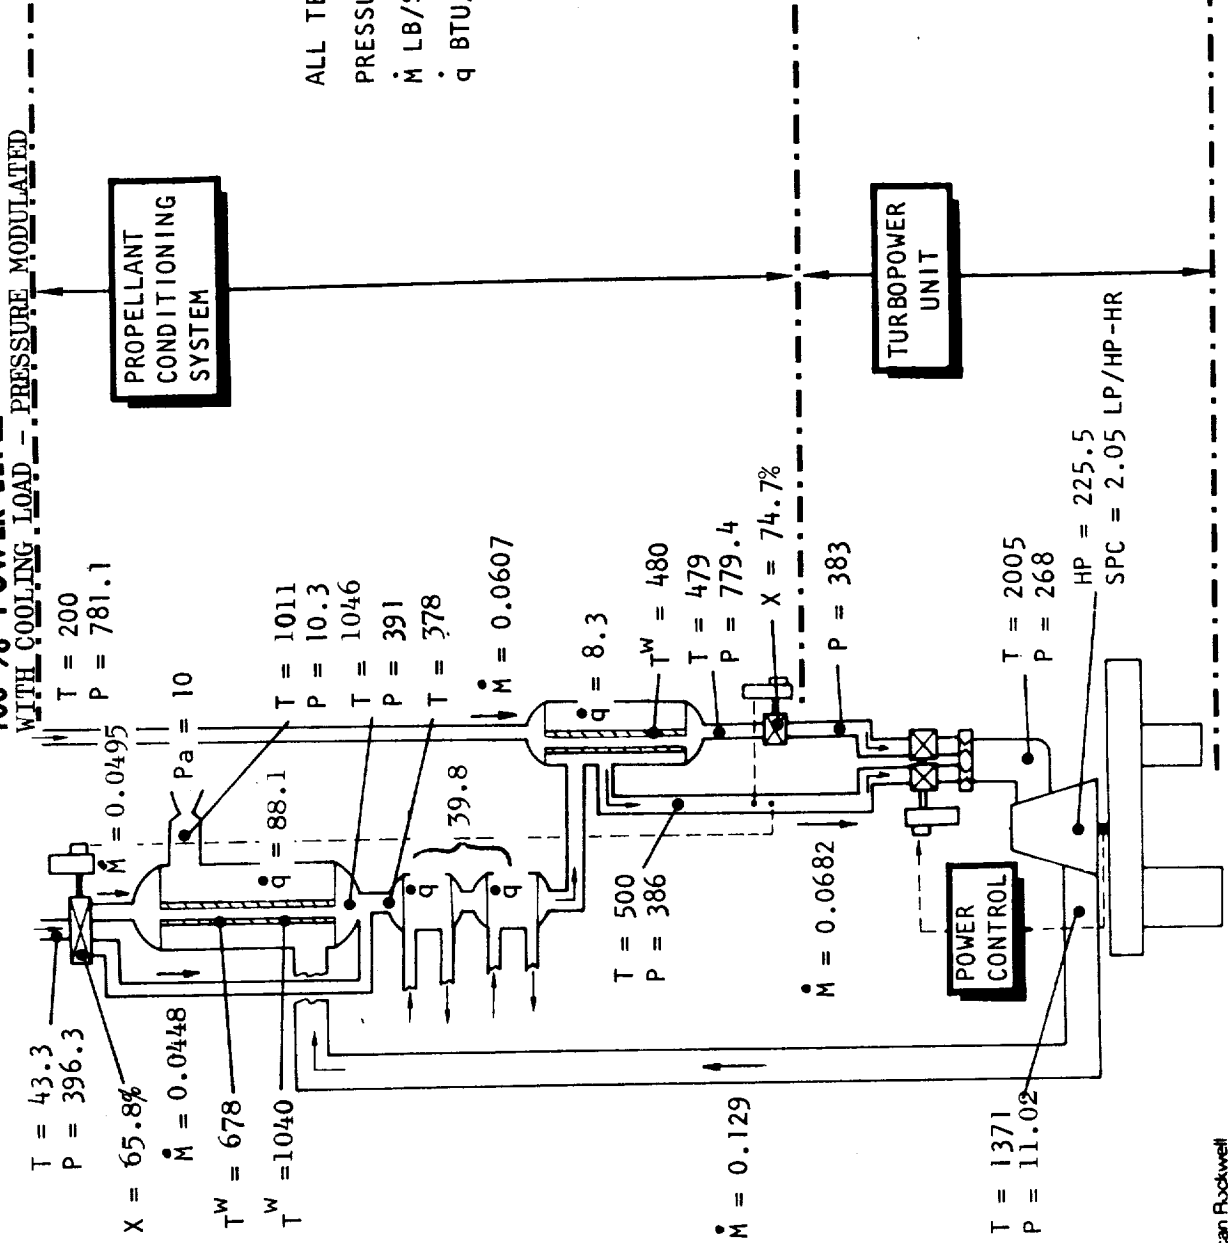 WITH COOLING LOAD - PRESSURE MODULATED
T = 43.3
P = 396.3
X = 65.8%
Ṁ = 0.0448
Tᵂ = 678
Tᵂ =1040
T = 200
P = 781.1
Ṁ = 0.0495
Pa = 10
q̇ = 88.1
T = 1011
P = 10.3
T = 1046
P = 391
T = 378
39.8
q̇
q̇
Ṁ = 0.0607
q̇ = 8.3
Tᵂ = 480
T = 479
P = 779.4
X = 74.7%
P = 383
T = 500
P = 386
Ṁ = 0.0682
POWER
CONTROL
T = 2005
P = 268
HP = 225.5
SPC = 2.05 LP/HP-HR
Ṁ = 0.129
T = 1371
P = 11.02
PROPELLANT
CONDITIONING
SYSTEM
TURBOPOWER
UNIT
ALL
PRESSU
Ṁ LB/S
q̇ BTU
Rockwell